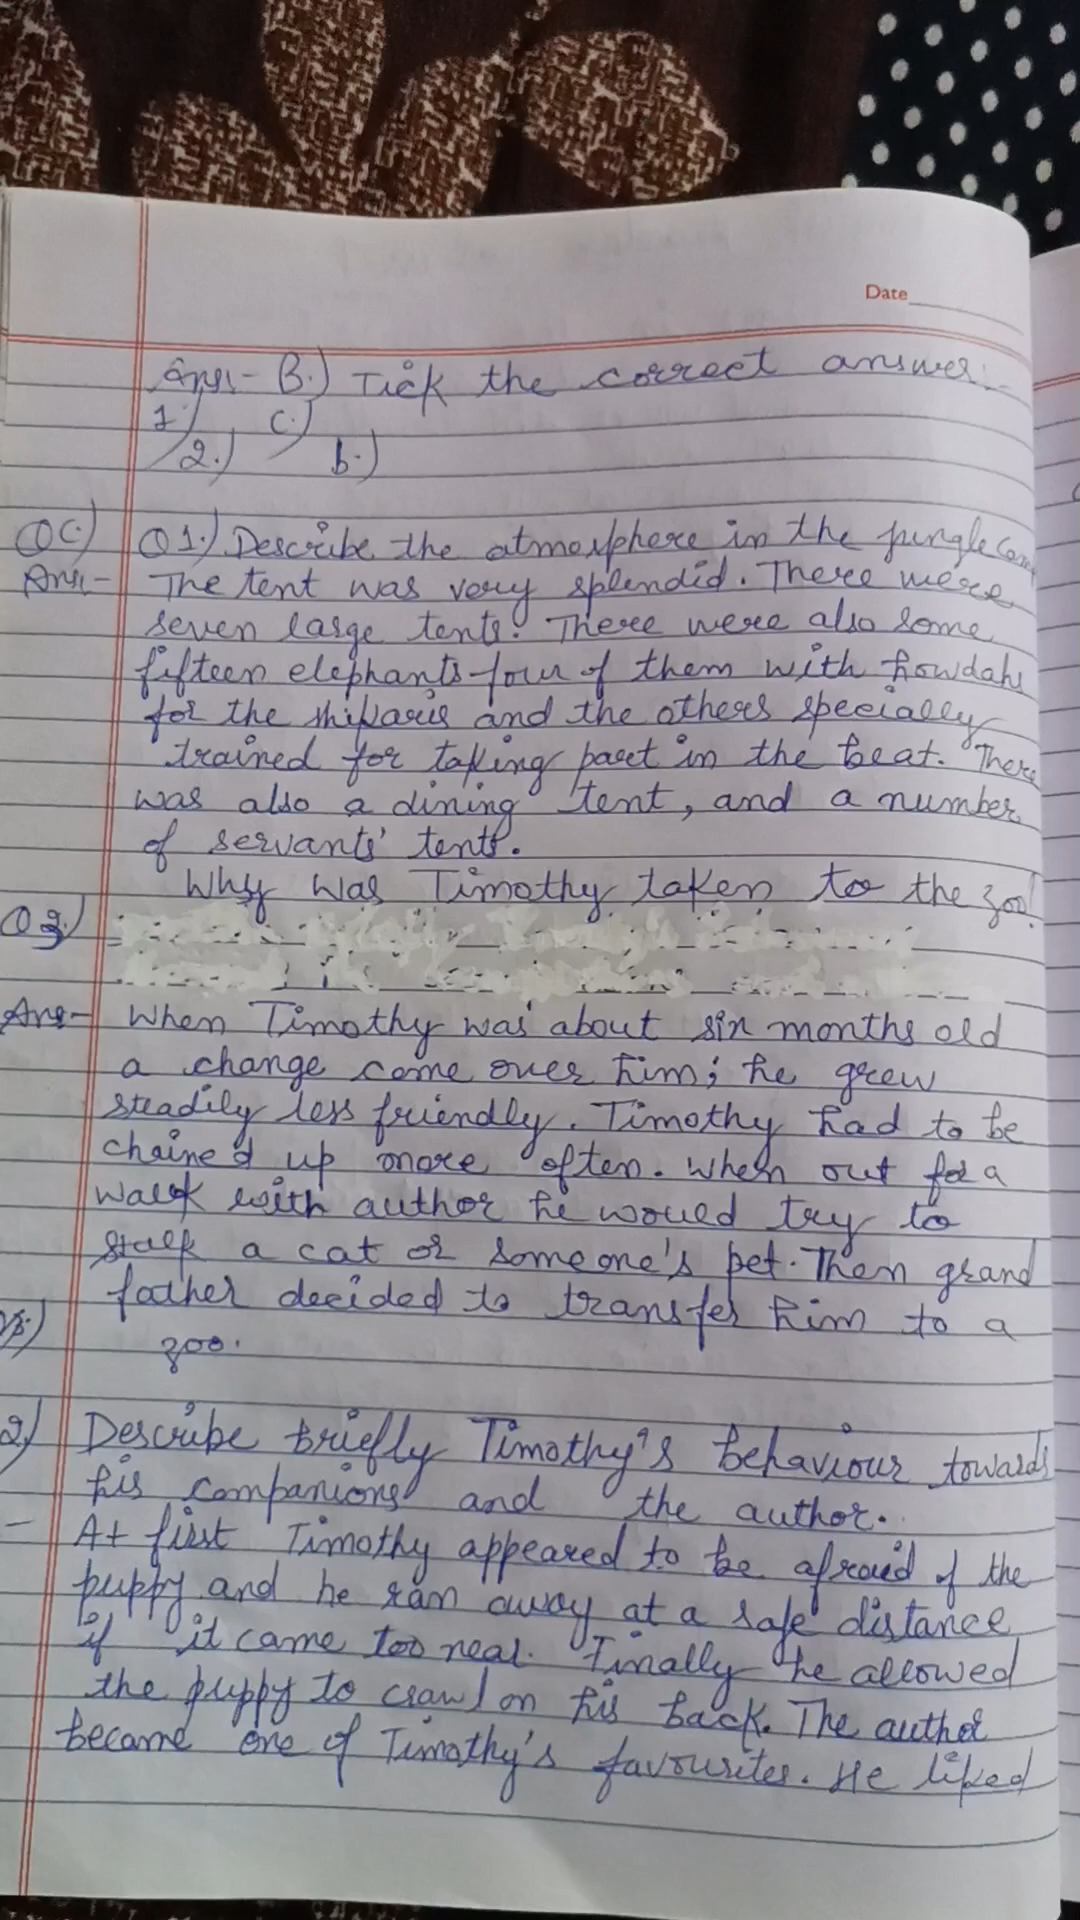 Date
Ans:- B.) Tick the correct answer:-
1.) c.)
2.) b.)
Q C.) Q 1.) Describe the atmosphere in the jungle camp
Ans:- The tent was very splendid. There were
seven large tents. There were also some
fifteen elephants-four of them with howdahs
for the shikaris and the others specially
trained for taking part in the beat. There
was also a dining tent, and a number
of servants' tents.
Why was Timothy taken to the zoo?
Q 3.)
Ans- When Timothy was about six months old
a change come over him; he grew
steadily less friendly. Timothy had to be
chained up more often. When out for a
walk with author he would try to
stalk a cat or someone's pet. Then grand
father decided to transfer him to a
zoo.
2.) Describe briefly Timothy's behaviour towards
his companions and the author.
- At first Timothy appeared to be afraid of the
puppy and he ran away at a safe distance
if it came too near. Finally he allowed
the puppy to crawl on his back. The author
became one of Timothy's favourites. He liked